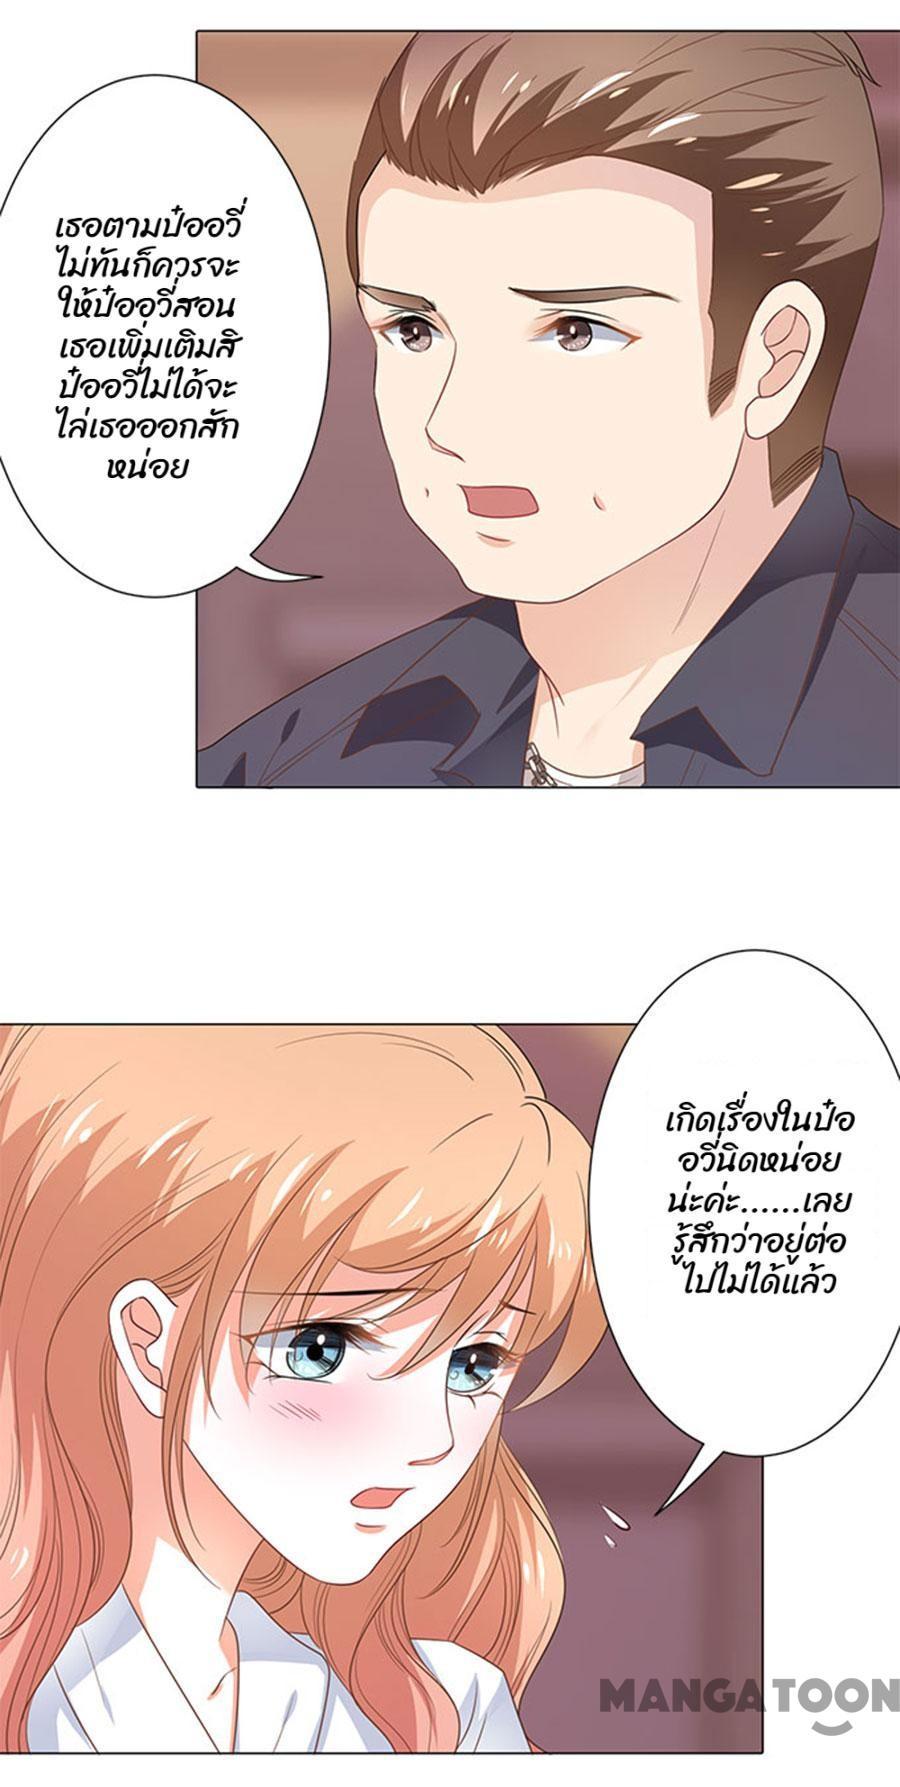 เธอตามป๋ออวี่
ไม่ทันก็ควรจะ
ให้ป๋ออวี่สอน
เธอเพิ่มเติมสิ
ป๋ออวี่ไม่ได้จะ
ไล่เธอออกสัก
หน่อย
เกิดเรื่องในป๋อ
อวี่นิดหน่อย
น่ะค่ะ......เลย
รู้สึกว่าอยู่ต่อ
ไปไม่ได้แล้ว
MANGATOON